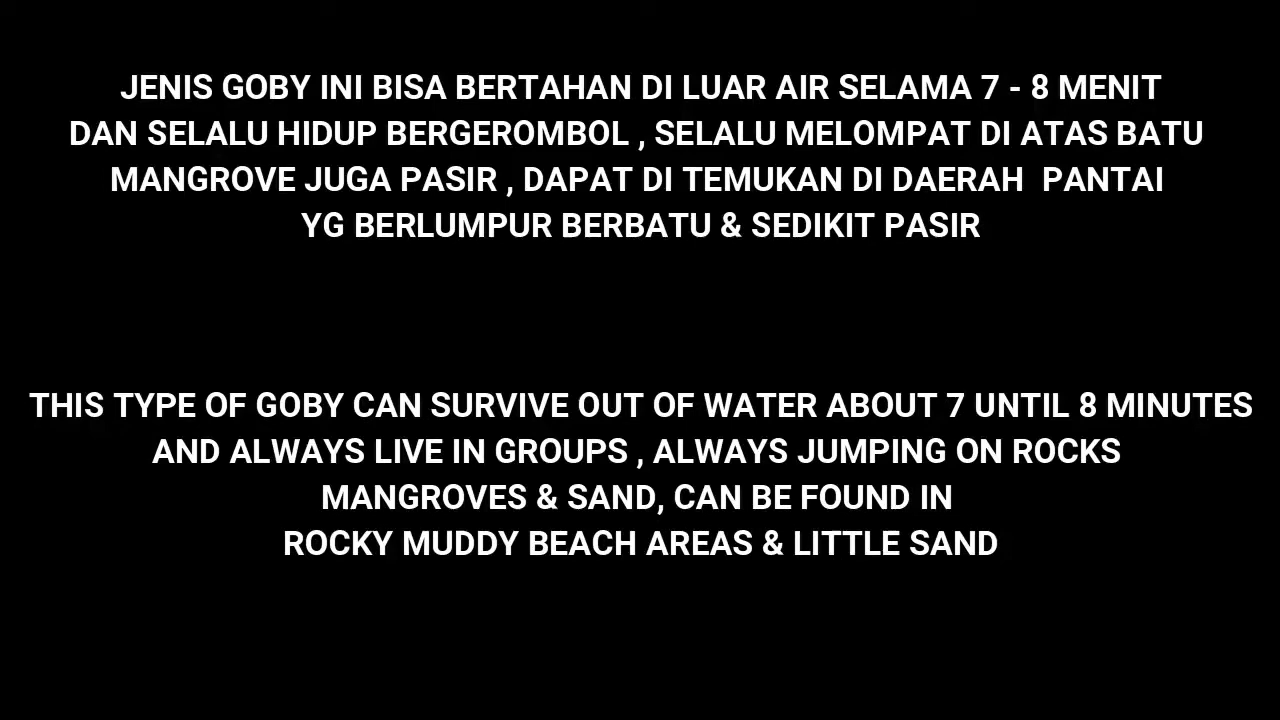 JENIS GOBY INI BISA BERTAHAN DI LUAR AIR SELAMA 7 - 8 MENIT
DAN SELALU HIDUP BERGEROMBOL , SELALU MELOMPAT DI ATAS BATU
MANGROVE JUGA PASIR , DAPAT DI TEMUKAN DI DAERAH  PANTAI
YG BERLUMPUR BERBATU & SEDIKIT PASIR
THIS TYPE OF GOBY CAN SURVIVE OUT OF WATER ABOUT 7 UNTIL 8 MINUTES
AND ALWAYS LIVE IN GROUPS , ALWAYS JUMPING ON ROCKS
MANGROVES & SAND, CAN BE FOUND IN
ROCKY MUDDY BEACH AREAS & LITTLE SAND